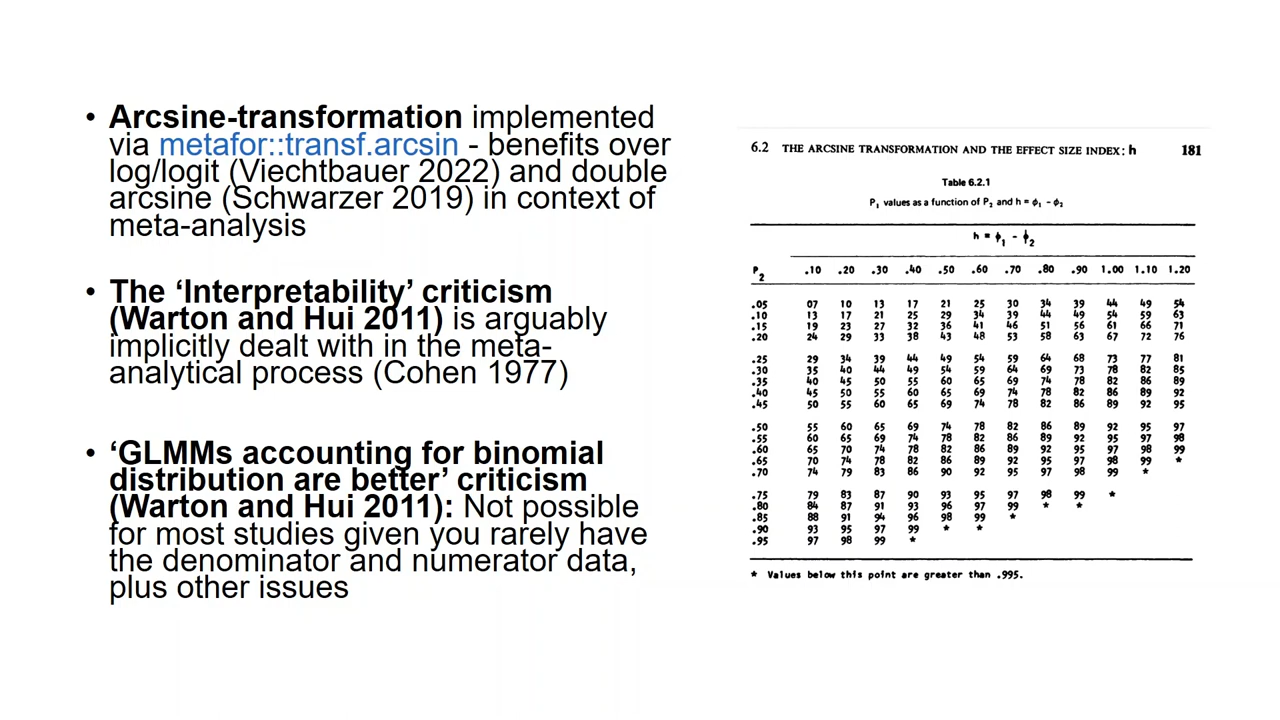 • Arcsine-transformation implemented
via metafor::transf.arcsin - benefits over
log/logit (Viechtbauer 2022) and double
arcsine (Schwarzer 2019) in context of
meta-analysis
• The ‘Interpretability’ criticism
(Warton and Hui 2011) is arguably
implicitly dealt with in the meta-
analytical process (Cohen 1977)
• ‘GLMMs accounting for binomial
distribution are better’ criticism
(Warton and Hui 2011): Not possible
for most studies given you rarely have
the denominator and numerator data,
plus other issues
6.2 THE ARCSINE TRANSFORMATION AND THE EFFECT SIZE INDEX: h 181
Table 6.2.1
P₁ values as a function of P₂ and h = ϕ₁ - ϕ₂
h = ϕ₁ - ϕ₂
P₂ .10 .20 .30 .40 .50 .60 .70 .80 .90 1.00 1.10 1.20
.05 07 10 13 17 21 25 30 34 39 44 49 54
.10 13 17 21 25 29 34 39 44 49 54 59 63
.15 19 23 27 32 36 41 46 51 56 61 66 71
.20 24 29 33 38 43 48 53 58 63 67 72 76
.25 29 34 39 44 49 54 59 64 68 73 77 81
.30 35 40 44 49 54 59 64 69 73 78 82 85
.35 40 45 50 55 60 65 69 74 78 82 86 89
.40 45 50 55 60 65 69 74 78 82 86 89 92
.45 50 55 60 65 69 74 78 82 86 89 92 95
.50 55 60 65 69 74 78 82 86 89 92 95 97
.55 60 65 69 74 78 82 86 89 92 95 97 98
.60 65 70 74 78 82 86 89 92 95 97 98 99
.65 70 74 78 82 86 89 92 95 97 98 99 *
.70 74 79 83 86 90 92 95 97 98 99 *
.75 79 83 87 90 93 95 97 98 99 *
.80 84 87 91 93 96 97 99 * *
.85 88 91 94 96 98 99 *
.90 93 95 97 99 * *
.95 97 98 99 *
* Values below this point are greater than .995.